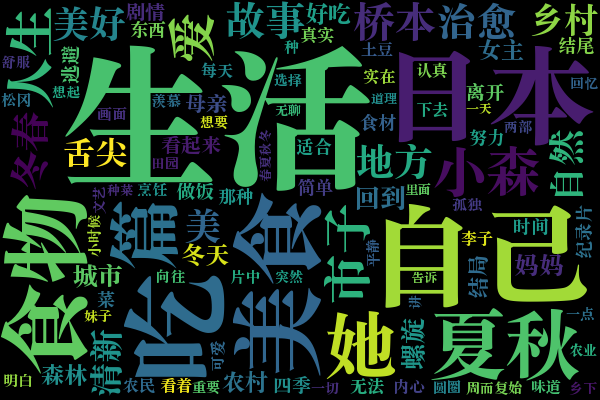 人生
美好
剧情
东西
爱
故事
好吃
真实
桥本
治愈
乡村
结尾
舒服
逃避
松冈
想起
生活
每天
种
土豆
女主
日本
回忆
画面
羡慕
母亲
选择
实在
认真
离开
道理
一天
冬春
舌尖
想要
看起来
无聊
下去
食材
努力
两部
田园
春夏秋冬
适合
地方
小森
自然
文艺
种菜
烹饪
做饭
那种
简单
回到
里面
孤独
食物
小时候
篇
美
冬天
美食
市子
平静
自己
时间
纪录片
李子
妈妈
城市
向往
片中
突然
告诉
结局
菜
妹子
吃
可爱
她
讲
螺旋
夏秋
一点
农业
明白
森林
清新
农民
看着
重要
农村
四季
一切
无法
内心
圆圈
周而复始
味道
乡下